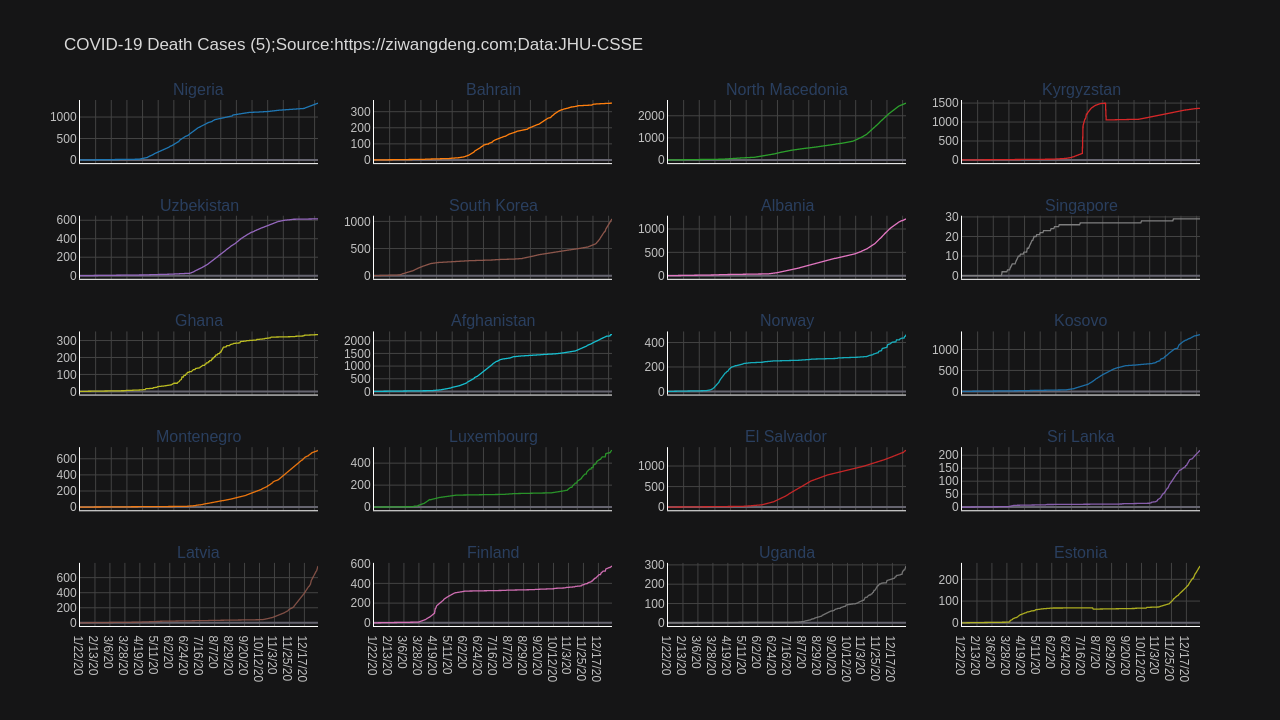 COVID-19 Death Cases (5);Source:https://ziwangdeng.com;Data:JHU-CSSE
Nigeria
1000
500
0
Bahrain
300
200
100
0
North Macedonia
2000
1000
0
Kyrgyzstan
1500
1000
500
0
Uzbekistan
600
400
200
0
South Korea
1000
500
0
Albania
1000
500
0
Singapore
30
20
10
0
Ghana
300
200
100
0
Afghanistan
2000
1500
1000
500
0
Norway
400
200
0
Kosovo
1000
500
0
Montenegro
600
400
200
0
Luxembourg
400
200
0
El Salvador
1000
500
0
Sri Lanka
200
150
100
50
0
Latvia
600
400
200
0
Finland
600
400
200
0
Uganda
300
200
100
0
Estonia
200
100
0
1/22/20 2/13/20 3/6/20 3/28/20 4/19/20 5/11/20 6/2/20 6/24/20 7/16/20 8/7/20 8/29/20 9/20/20 10/12/20 11/3/20 11/25/20 12/17/20
1/22/20 2/13/20 3/6/20 3/28/20 4/19/20 5/11/20 6/2/20 6/24/20 7/16/20 8/7/20 8/29/20 9/20/20 10/12/20 11/3/20 11/25/20 12/17/20
1/22/20 2/13/20 3/6/20 3/28/20 4/19/20 5/11/20 6/2/20 6/24/20 7/16/20 8/7/20 8/29/20 9/20/20 10/12/20 11/3/20 11/25/20 12/17/20
1/22/20 2/13/20 3/6/20 3/28/20 4/19/20 5/11/20 6/2/20 6/24/20 7/16/20 8/7/20 8/29/20 9/20/20 10/12/20 11/3/20 11/25/20 12/17/20